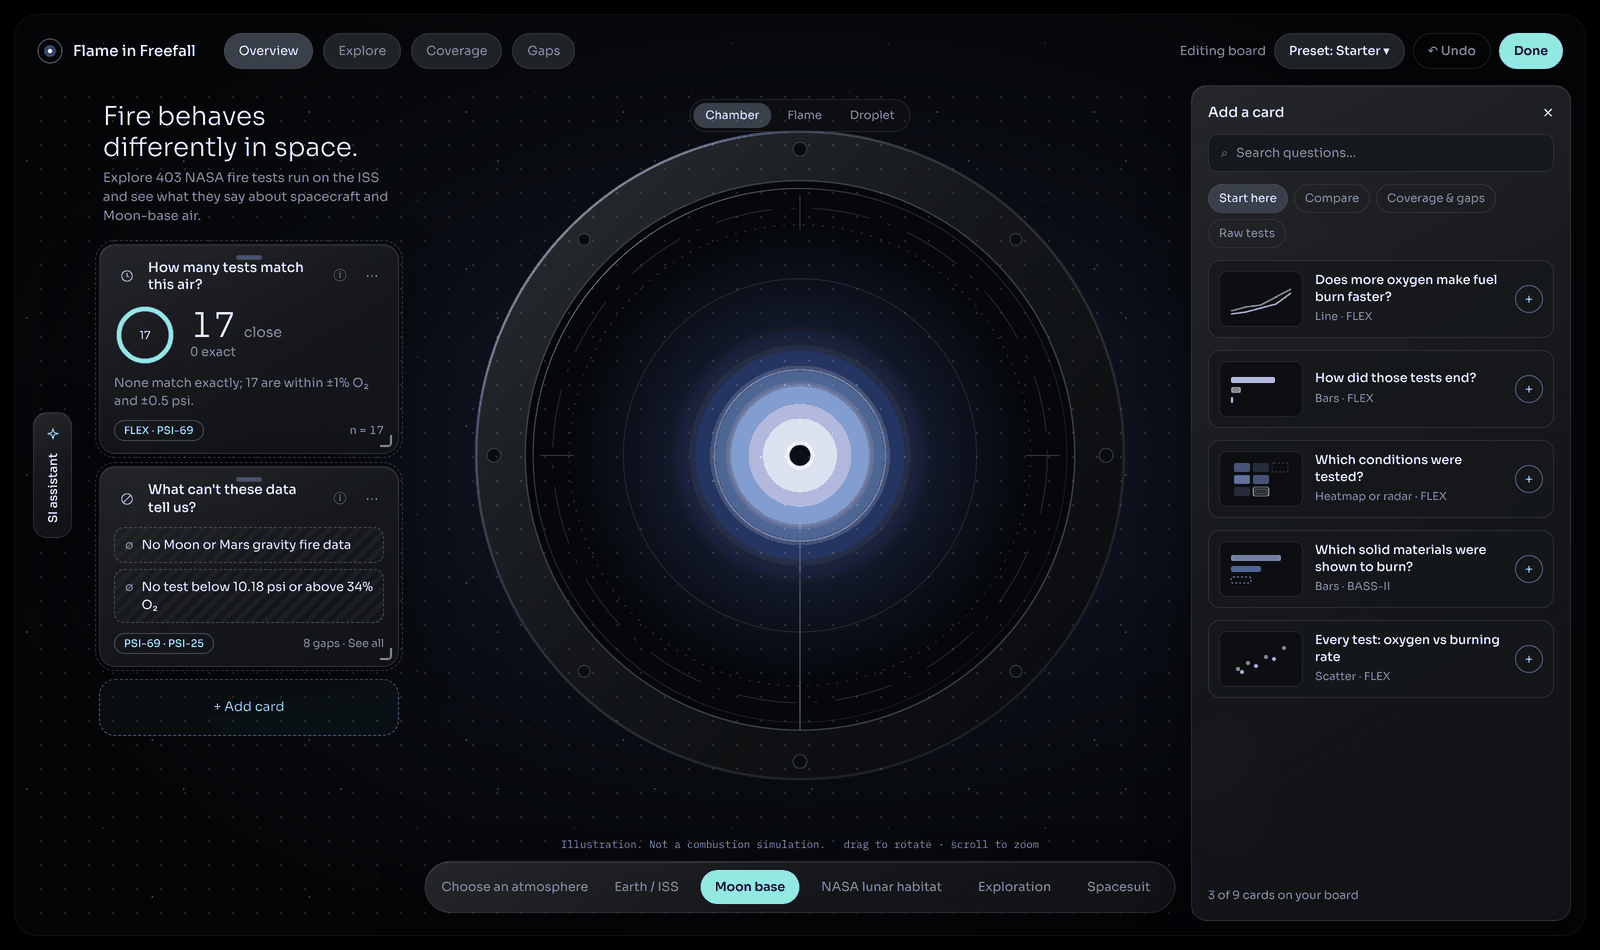 Flame in Freefall
Overview
Explore
Coverage
Gaps
Editing board
Preset: Starter ▾
↶ Undo
Done
Fire behaves
differently in space.
Explore 403 NASA fire tests run on the ISS
and see what they say about spacecraft and
Moon-base air.
How many tests match
this air?
17
17 close
0 exact
None match exactly; 17 are within ±1% O₂
and ±0.5 psi.
FLEX · PSI-69
n = 17
What can't these data
tell us?
No Moon or Mars gravity fire data
No test below 10.18 psi or above 34%
O₂
PSI-69 · PSI-25
8 gaps · See all
+ Add card
SI assistant
Chamber
Flame
Droplet
Illustration. Not a combustion simulation.
drag to rotate · scroll to zoom
Choose an atmosphere
Earth / ISS
Moon base
NASA lunar habitat
Exploration
Spacesuit
Add a card
×
Search questions...
Start here
Compare
Coverage & gaps
Raw tests
Does more oxygen make fuel
burn faster?
Line · FLEX
+
How did those tests end?
Bars · FLEX
+
Which conditions were
tested?
Heatmap or radar · FLEX
+
Which solid materials were
shown to burn?
Bars · BASS-II
+
Every test: oxygen vs burning
rate
Scatter · FLEX
+
3 of 9 cards on your board